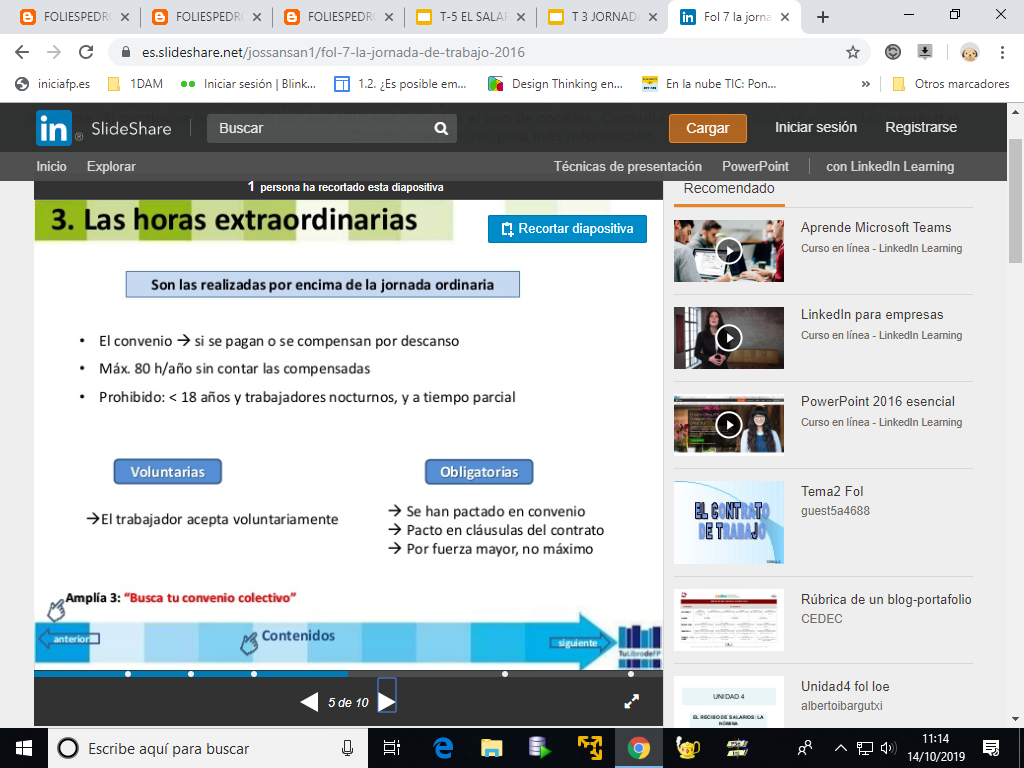 FOLIESPEDRO
FOLIESPEDRO
FOLIESPEDRO
T-5 EL SALAR
T 3 JORNADA
Fol 7 la jorna
es.slideshare.net/jossansan1/fol-7-la-jornada-de-trabajo-2016
iniciafp.es
1DAM
Iniciar sesión | Blink...
1.2. ¿Es posible em...
Design Thinking en...
En la nube TIC: Pon...
»
Otros marcadores
in
SlideShare
Buscar
Cargar
Iniciar sesión
Registrarse
Inicio
Explorar
Técnicas de presentación
PowerPoint
con LinkedIn Learning
1 persona ha recortado esta diapositiva
3. Las horas extraordinarias
Recortar diapositiva
Son las realizadas por encima de la jornada ordinaria
• El convenio → si se pagan o se compensan por descanso
• Máx. 80 h/año sin contar las compensadas
• Prohibido: < 18 años y trabajadores nocturnos, y a tiempo parcial
Voluntarias
→El trabajador acepta voluntariamente
Obligatorias
→ Se han pactado en convenio
→ Pacto en cláusulas del contrato
→ Por fuerza mayor, no máximo
Amplía 3: “Busca tu convenio colectivo”
anterior
Contenidos
siguiente
TuLibrodeFP
5 de 10
Recomendado
Aprende Microsoft Teams
Curso en línea - LinkedIn Learning
LinkedIn para empresas
Curso en línea - LinkedIn Learning
PowerPoint 2016 esencial
Curso en línea - LinkedIn Learning
EL CONTRATO
DE TRABAJO
Tema2 Fol
guest5a4688
Rúbrica de un blog-portafolio
CEDEC
UNIDAD 4
EL RECIBO DE SALARIOS: LA
NÓMINA
Unidad4 fol loe
albertoibargutxi
Escribe aquí para buscar
11:14
14/10/2019